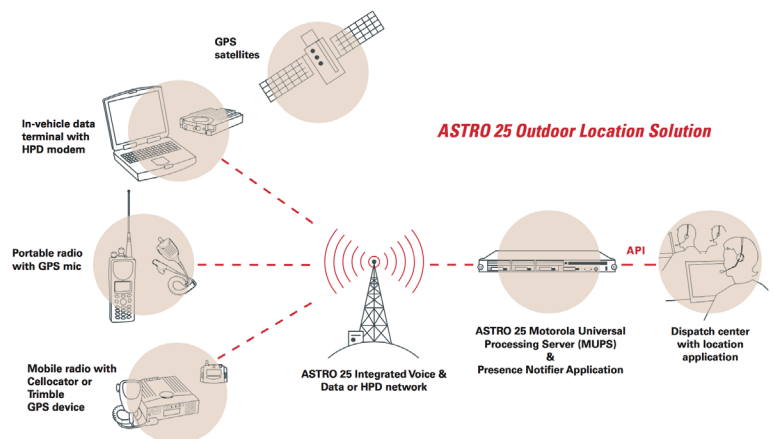 GPS
satellites
In-vehicle data
terminal with
HPD modem
ASTRO 25 Outdoor Location Solution
Portable radio
with GPS mic
API
Mobile radio with
Cellocator or
Trimble
GPS device
ASTRO 25 Integrated Voice &
Data or HPD network
ASTRO 25 Motorola Universal
Processing Server (MUPS)
&
Presence Notifier Application
Dispatch center
with location
application